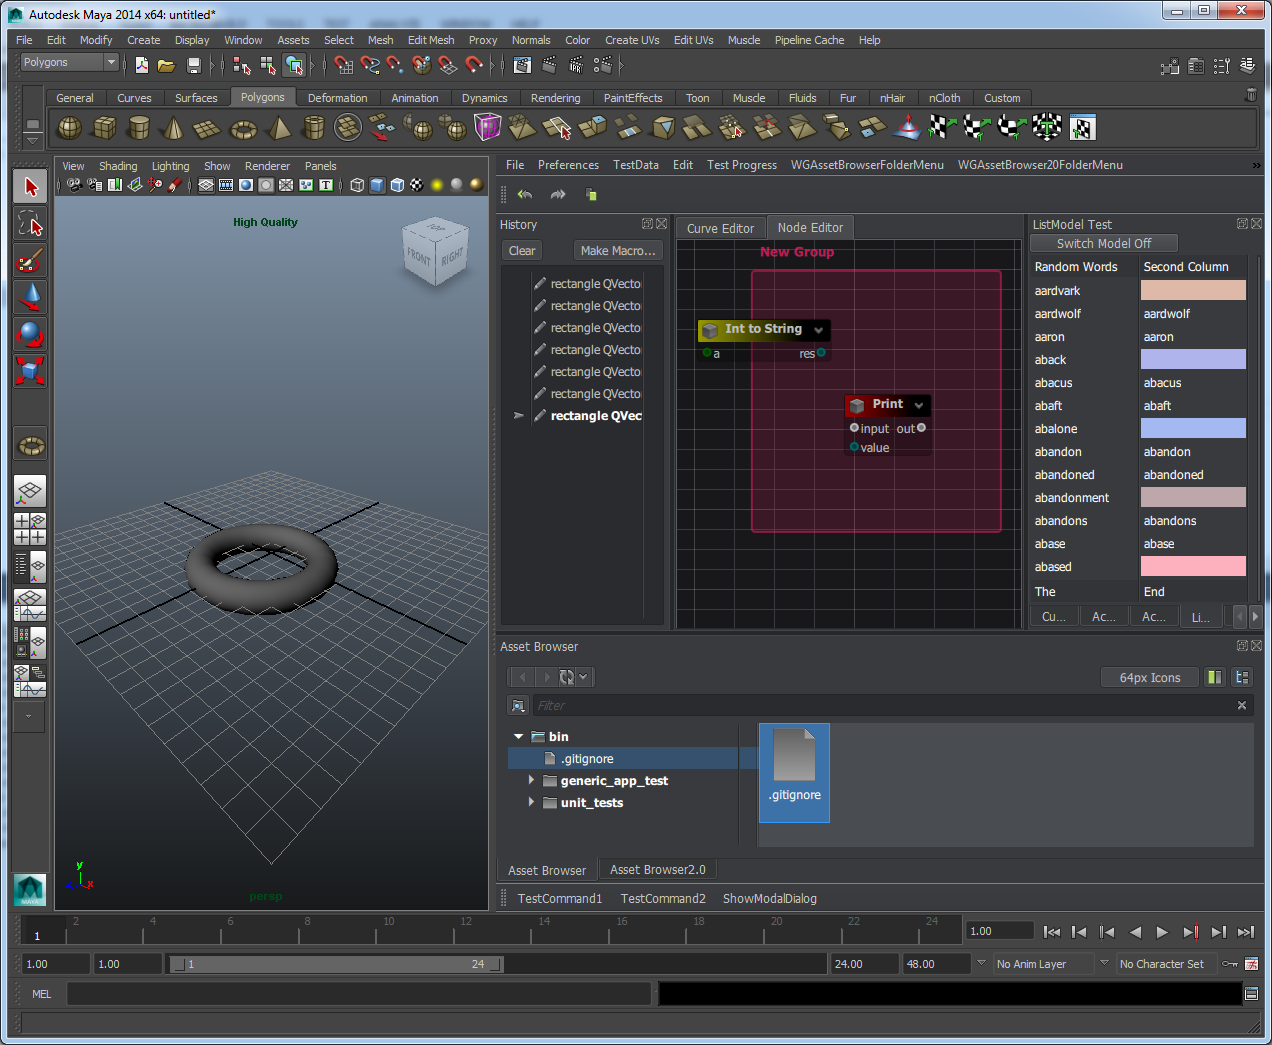 Autodesk Maya 2014 x64: untitled*
File Edit Modify Create Display Window Assets Select Mesh Edit Mesh Proxy Normals Color Create UVs Edit UVs Muscle Pipeline Cache Help
Polygons
General Curves Surfaces Polygons Deformation Animation Dynamics Rendering PaintEffects Toon Muscle Fluids Fur nHair nCloth Custom
View Shading Lighting Show Renderer Panels
High Quality
TOP
FRONT
RIGHT
y
x
persp
MAYA
File Preferences TestData Edit Test Progress WGAssetBrowserFolderMenu WGAssetBrowser20FolderMenu »
History
Clear
Make Macro...
rectangle QVecto
rectangle QVecto
rectangle QVecto
rectangle QVecto
rectangle QVecto
rectangle QVecto
rectangle QVec
Curve Editor
Node Editor
New Group
Int to String
a
res
Print
input out
value
ListModel Test
Switch Model Off
Random Words Second Column
aardvark
aardwolf aardwolf
aaron aaron
aback
abacus abacus
abaft abaft
abalone
abandon abandon
abandoned abandoned
abandonment
abandons abandons
abase abase
abased
The End
Cu... Ac... Ac... Li...
Asset Browser
64px Icons
Filter
bin
.gitignore
generic_app_test
unit_tests
.gitignore
Asset Browser
Asset Browser2.0
TestCommand1 TestCommand2 ShowModalDialog
1 2 4 6 8 10 12 14 16 18 20 22 24
1.00
1.00 1.00 1 24 24.00 48.00 No Anim Layer No Character Set
MEL